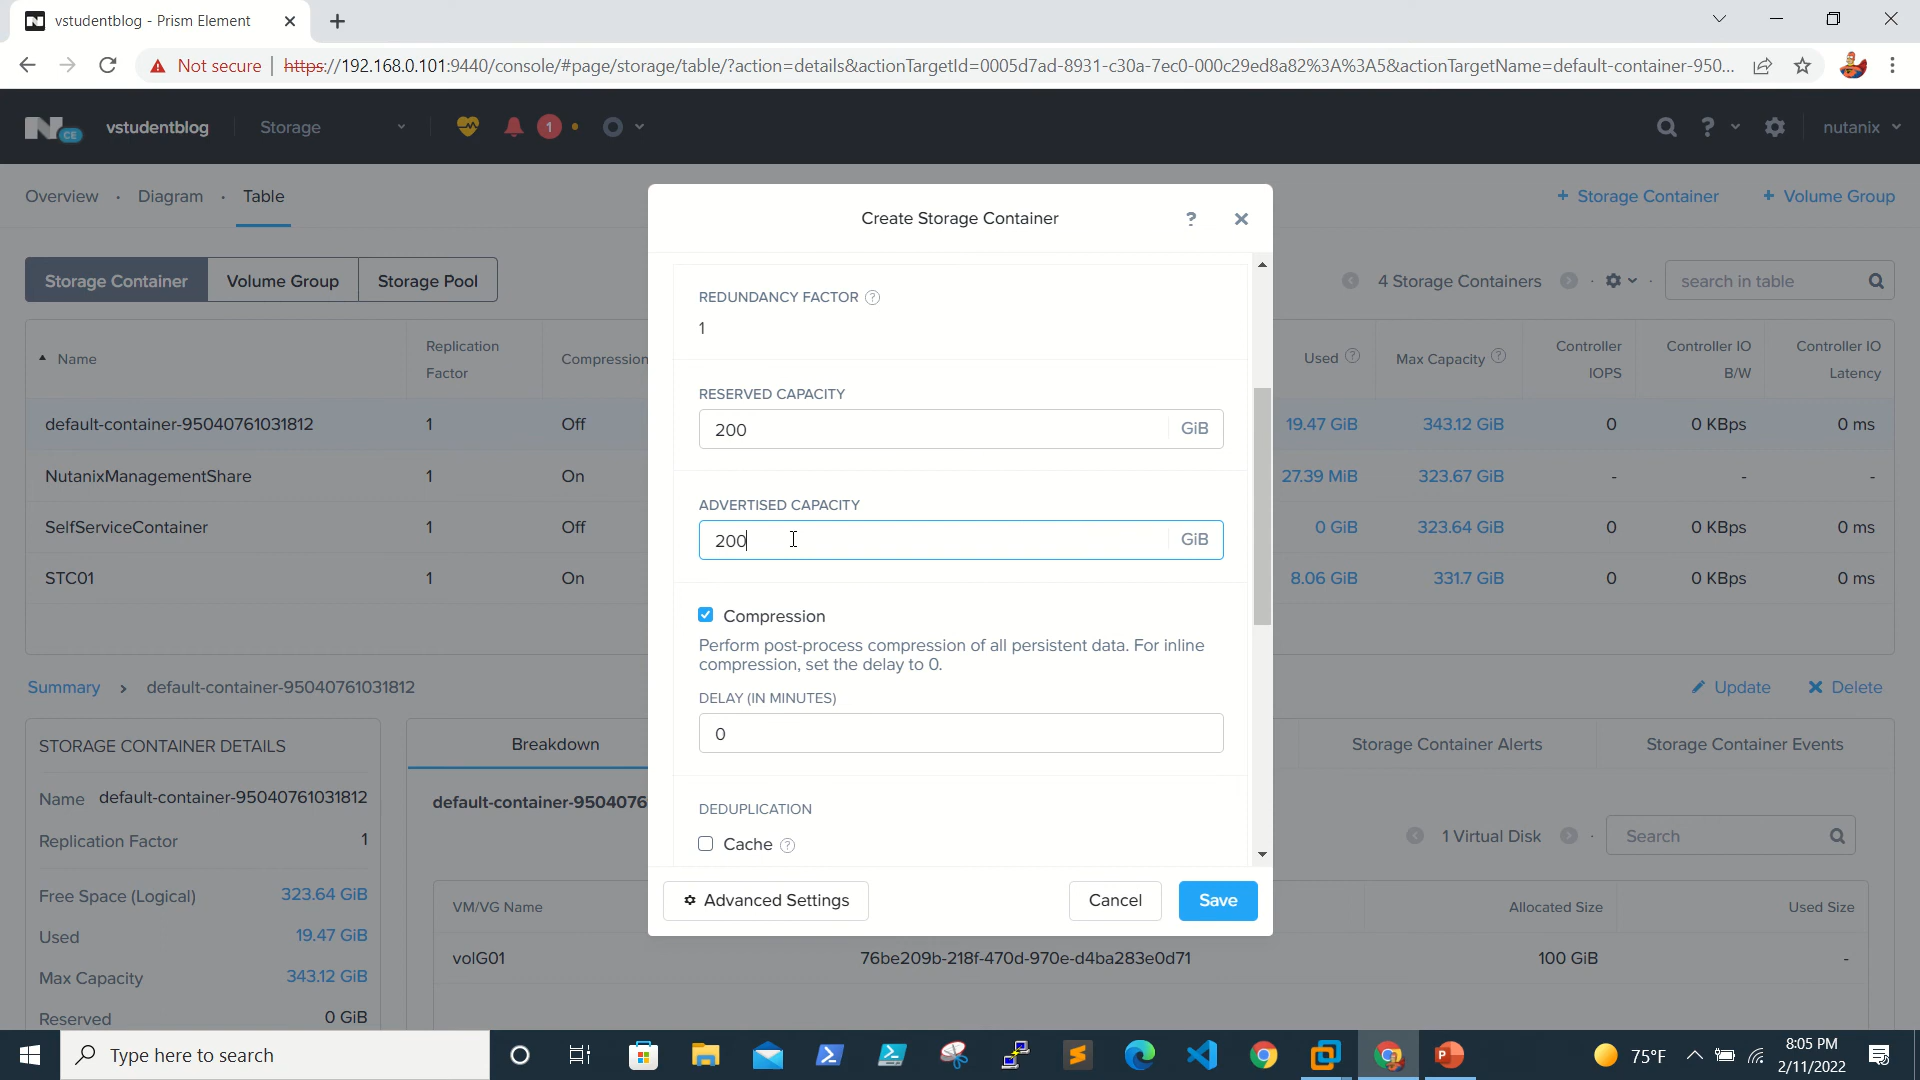 vstudentblog - Prism Element
Not secure
https://192.168.0.101:9440/console/#page/storage/table/?action=details&actionTargetId=0005d7ad-8931-c30a-7ec0-000c29ed8a82%3A%3A5&actionTargetName=default-container-950...
N CE vstudentblog Storage 1 ? nutanix
Overview · Diagram · Table
+ Storage Container + Volume Group
Storage Container Volume Group Storage Pool
4 Storage Containers
search in table
Name
Replication Factor
Compression
Used ?
Max Capacity ?
Controller IOPS
Controller IO B/W
Controller IO Latency
default-container-95040761031812 1 Off 19.47 GiB 343.12 GiB 0 0 KBps 0 ms
NutanixManagementShare 1 On 27.39 MiB 323.67 GiB - - -
SelfServiceContainer 1 Off 0 GiB 323.64 GiB 0 0 KBps 0 ms
STC01 1 On 8.06 GiB 331.7 GiB 0 0 KBps 0 ms
Summary > default-container-95040761031812
Update Delete
STORAGE CONTAINER DETAILS
Name default-container-95040761031812
Replication Factor 1
Free Space (Logical) 323.64 GiB
Used 19.47 GiB
Max Capacity 343.12 GiB
Reserved 0 GiB
Breakdown
Storage Container Alerts
Storage Container Events
default-container-9504076
1 Virtual Disk
Search
VM/VG Name
Allocated Size
Used Size
volG01 76be209b-218f-470d-970e-d4ba283e0d71 100 GiB -
Create Storage Container ?
REDUNDANCY FACTOR ?
1
RESERVED CAPACITY
200 GiB
ADVERTISED CAPACITY
200 GiB
Compression
Perform post-process compression of all persistent data. For inline
compression, set the delay to 0.
DELAY (IN MINUTES)
0
DEDUPLICATION
Cache ?
Advanced Settings
Cancel
Save
Type here to search
75°F
8:05 PM
2/11/2022